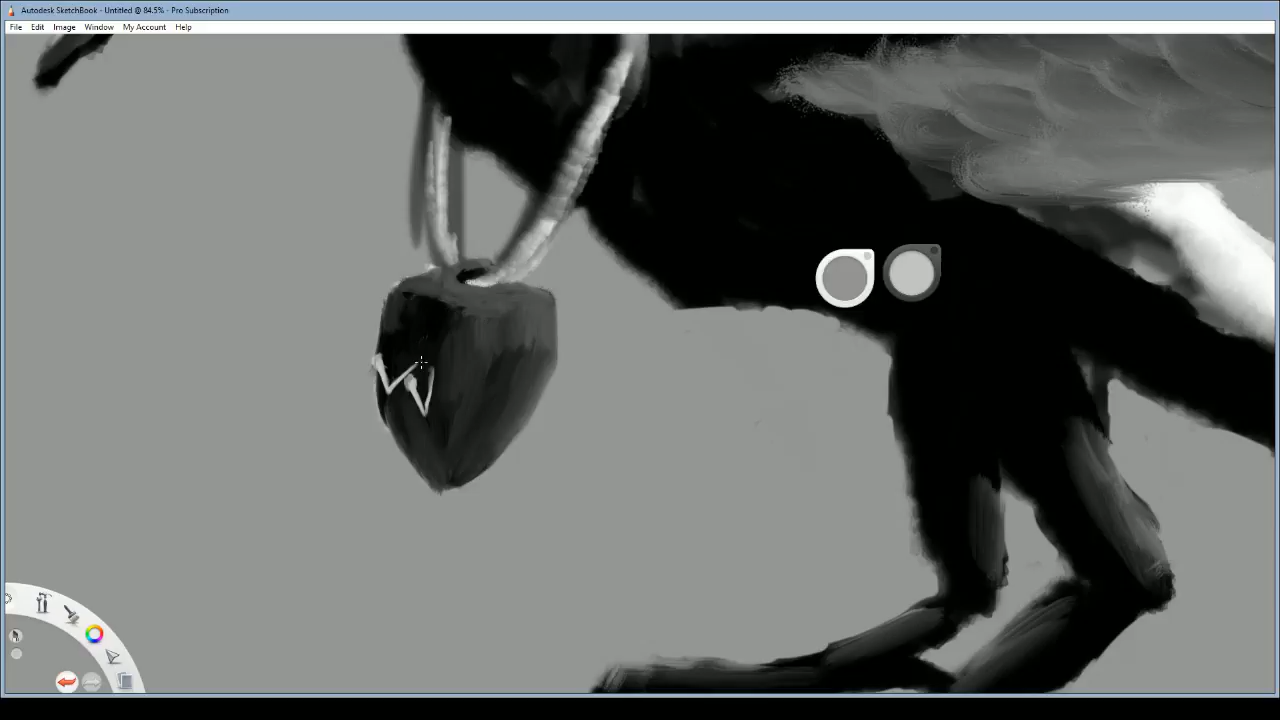 Autodesk SketchBook - Untitled @ 84.5% - Pro Subscription
File Edit Image Window My Account Help